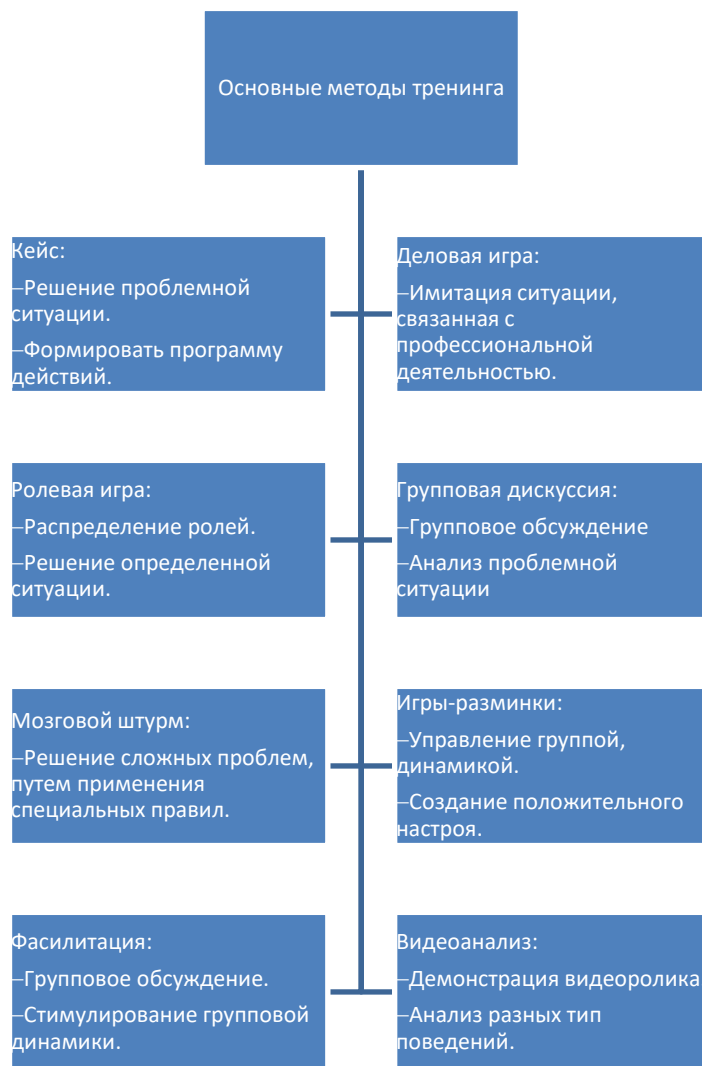 Основные методы тренинга
Кейс:
–Решение проблемной
ситуации.
–Формировать программу
действий.
Деловая игра:
–Имитация ситуации,
связанная с
профессиональной
деятельностью.
Ролевая игра:
–Распределение ролей.
–Решение определенной
ситуации.
Групповая дискуссия:
–Групповое обсуждение
–Анализ проблемной
ситуации
Мозговой штурм:
–Решение сложных проблем,
путем применения
специальных правил.
Игры-разминки:
–Управление группой,
динамикой.
–Создание положительного
настроя.
Фасилитация:
–Групповое обсуждение.
–Стимулирование групповой
динамики.
Видеоанализ:
–Демонстрация видеоролика
–Анализ разных тип
поведений.